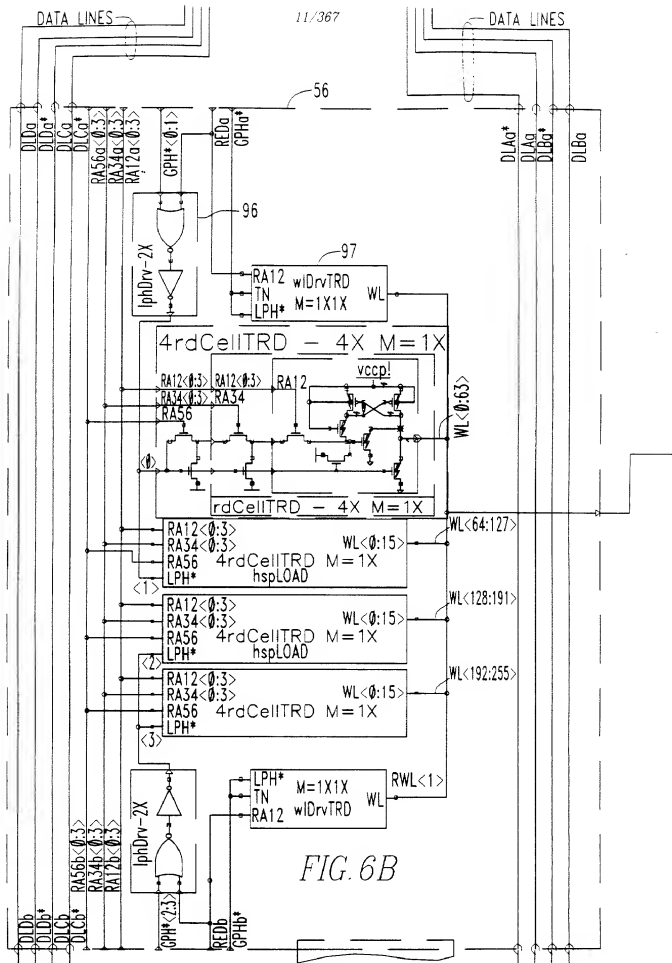 11/367
DATA LINES
DATA LINES
56
DLDa
DLDa*
DLCa
DLCa*
RA56a<0:3>
RA34a<0:3>
RA12a<0:3>
GPH*<0:1>
REDa
GPHa*
DLAa*
DLAa
DLBa*
DLBa
96
lphDrv-2X
97
RA12
TN
LPH*
wlDrvTRD
M=1X1X
WL
4rdCellTRD - 4X M=1X
RA12<0:3>
RA34<0:3>
RA56
RA12<0:3>
RA34
RA12
vccp!
<0>
WL<0:63>
rdCellTRD - 4X M=1X
RA12<0:3>
RA34<0:3>
RA56
LPH*
WL<0:15>
4rdCellTRD M=1X
hspLOAD
<1>
WL<64:127>
RA12<0:3>
RA34<0:3>
RA56
LPH*
WL<0:15>
4rdCellTRD M=1X
hspLOAD
<2>
WL<128:191>
RA12<0:3>
RA34<0:3>
RA56
LPH*
WL<0:15>
4rdCellTRD M=1X
<3>
WL<192:255>
lphDrv-2X
LPH*
TN
RA12
M=1X1X
wlDrvTRD
WL
RWL<1>
FIG. 6B
DLDb
DLDb*
DLCb
DLCb*
RA56b<0:3>
RA34b<0:3>
RA12b<0:3>
GPH*<2:3>
REDb
GPHb*